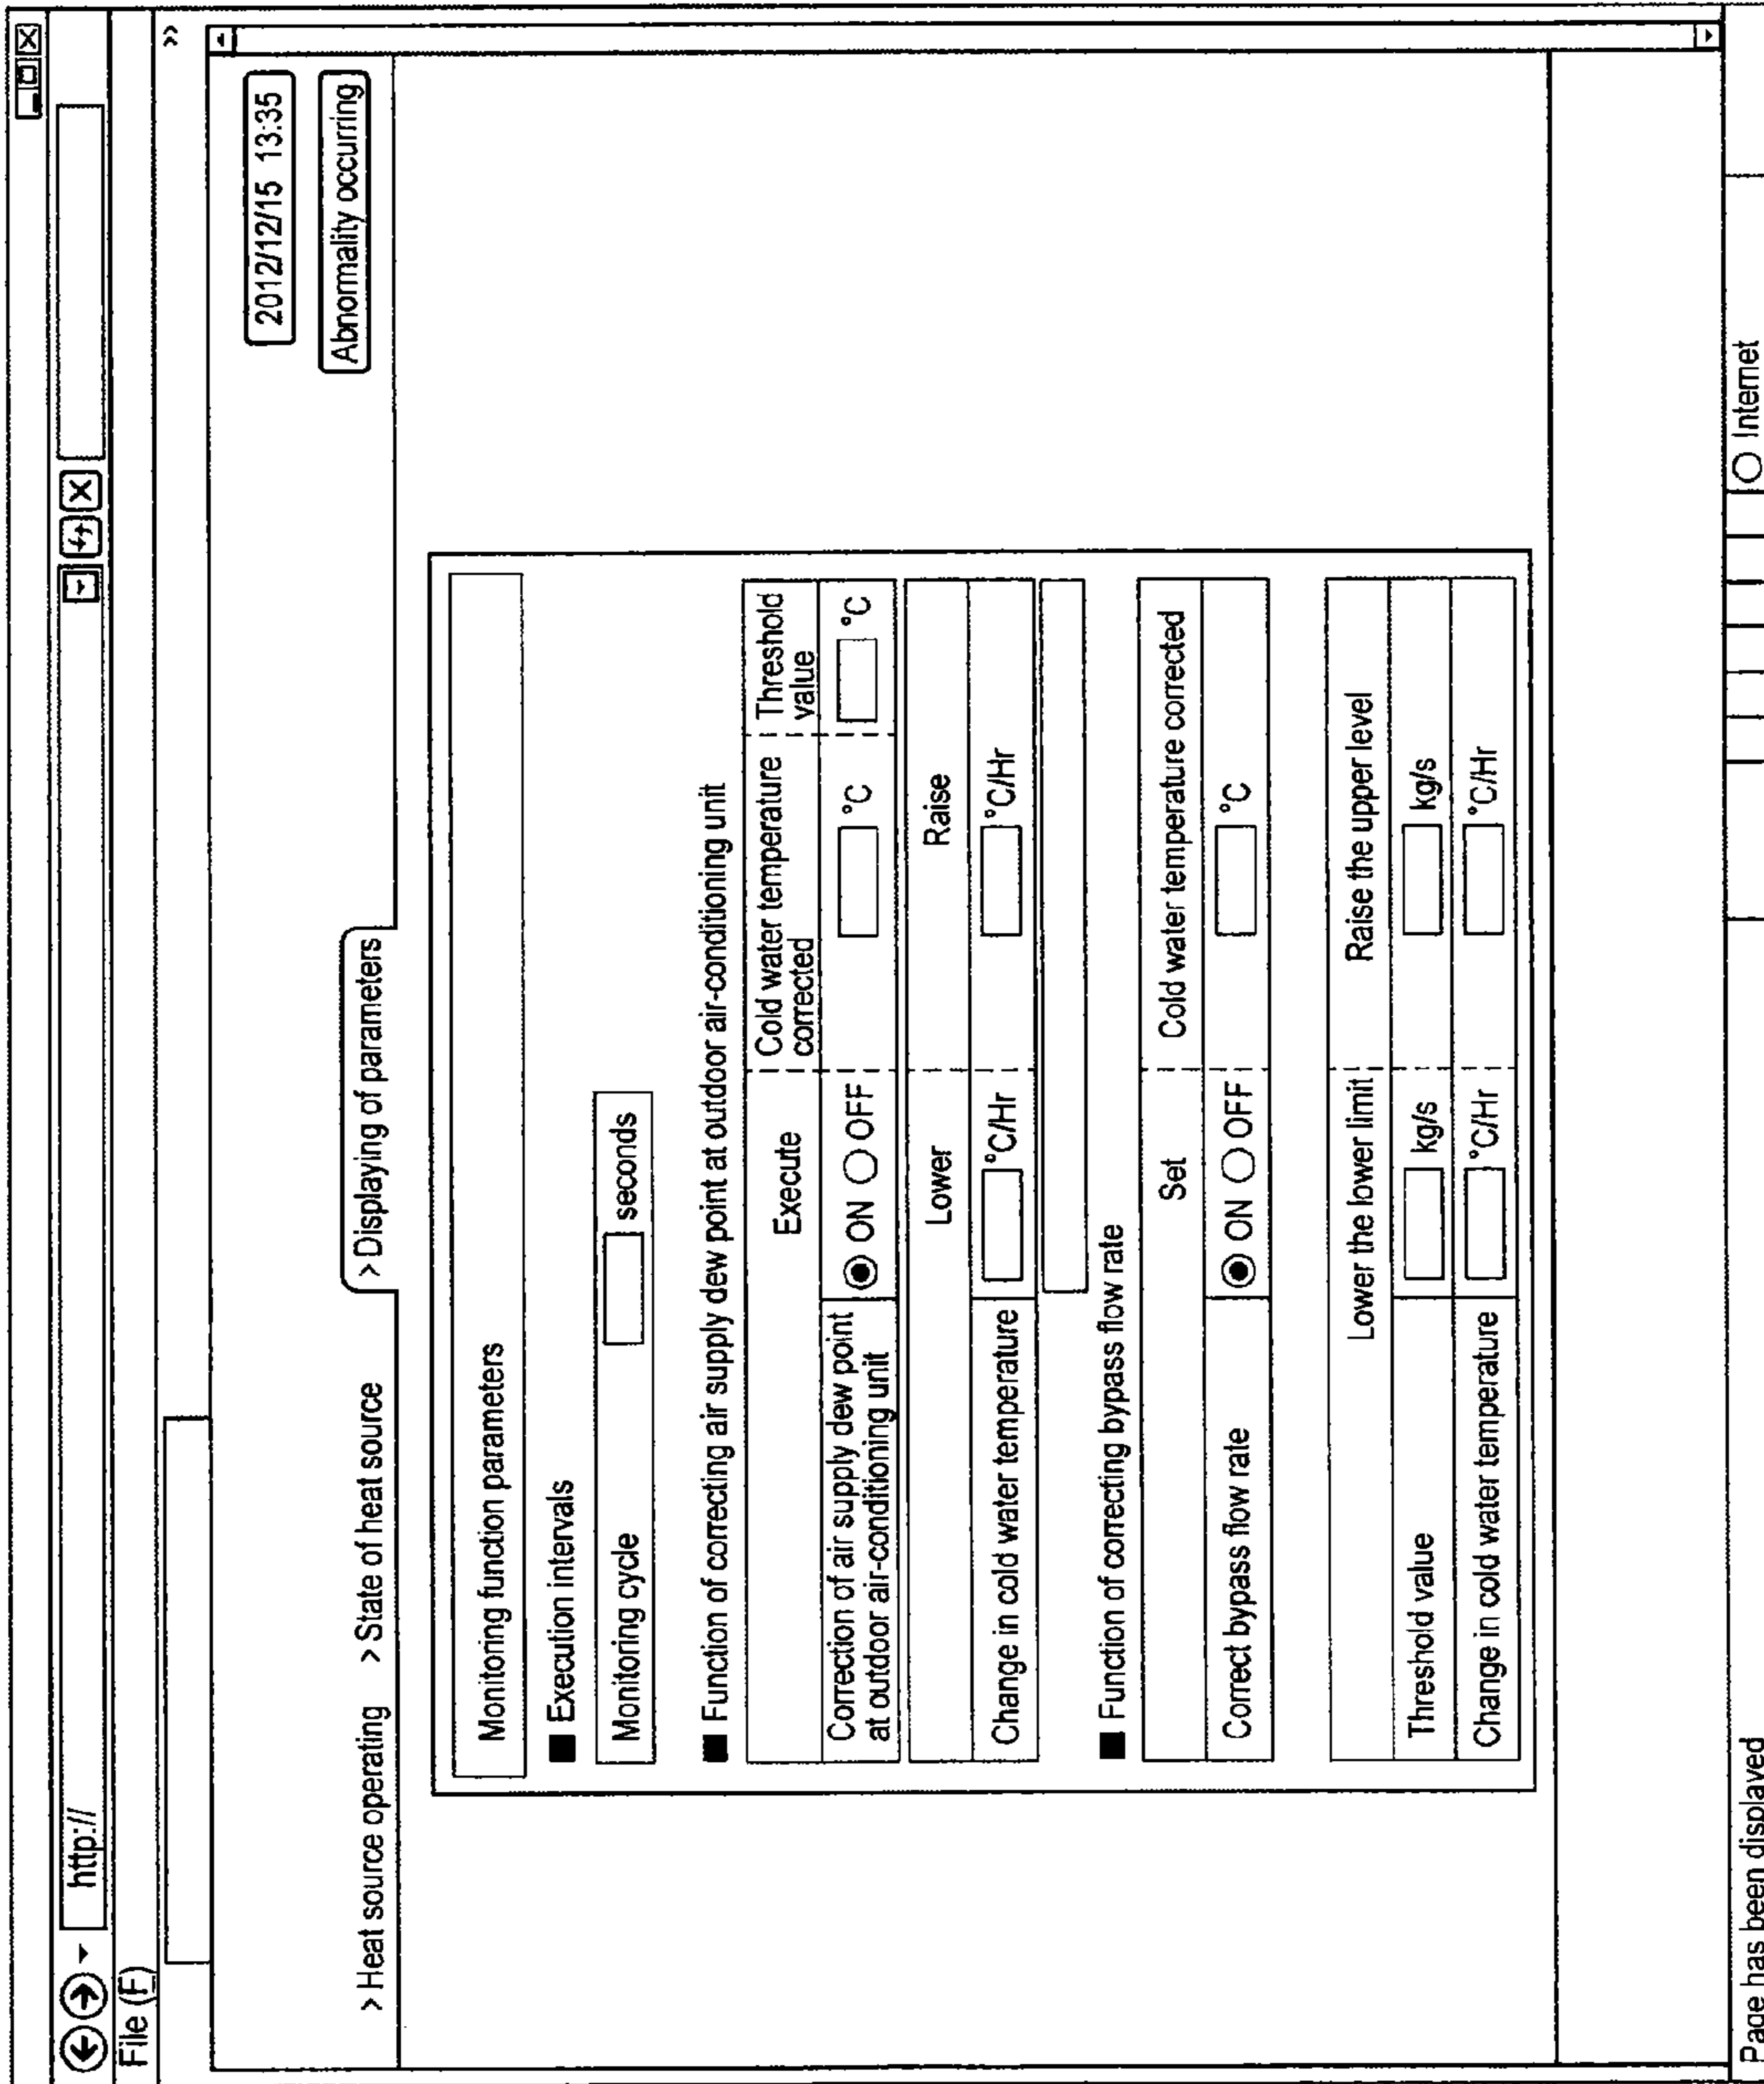 http://
File (F)
»
2012/12/15 13:35
Abnormality occurring
> Heat source operating > State of heat source > Displaying of parameters
Monitoring function parameters
■ Execution intervals
Monitoring cycle seconds
■ Function of correcting air supply dew point at outdoor air-conditioning unit
Execute Cold water temperature corrected Threshold value
Correction of air supply dew point at outdoor air-conditioning unit ON OFF °C °C
Lower Raise
Change in cold water temperature °C/Hr °C/Hr
■ Function of correcting bypass flow rate
Set Cold water temperature corrected
Correct bypass flow rate ON OFF °C
Lower the lower limit Raise the upper level
Threshold value kg/s kg/s
Change in cold water temperature °C/Hr °C/Hr
Page has been displayed Internet